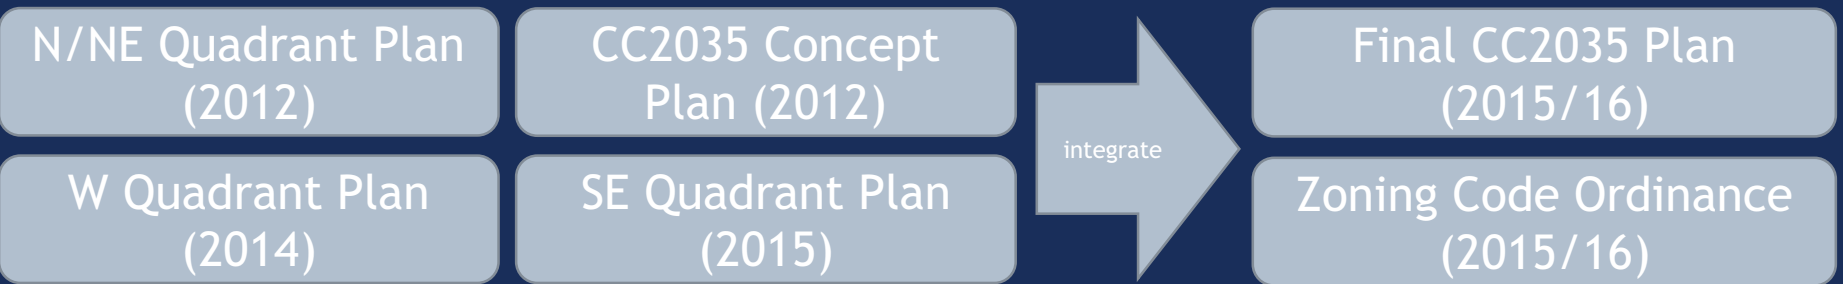 N/NE Quadrant Plan
(2012)
CC2035 Concept
Plan (2012)
W Quadrant Plan
(2014)
SE Quadrant Plan
(2015)
integrate
Final CC2035 Plan
(2015/16)
Zoning Code Ordinance
(2015/16)